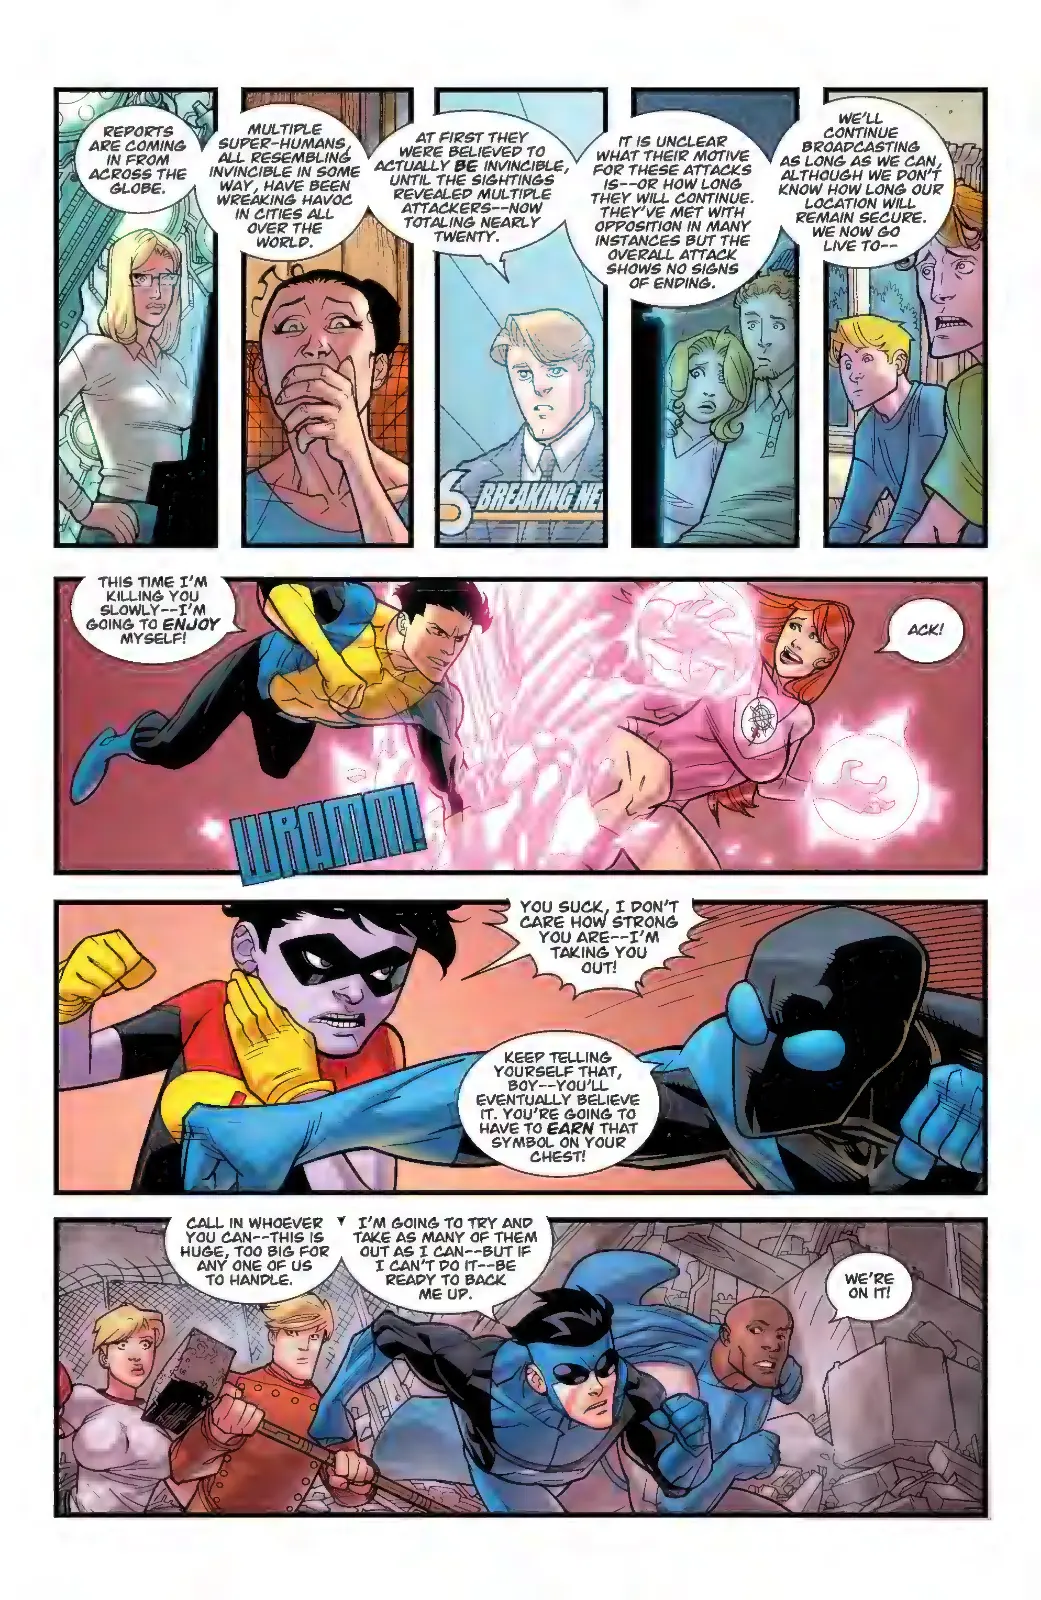 REPORTS
ARE COMING
IN FROM
ACROSS THE
GLOBE.
MULTIPLE
SUPER-HUMANS,
ALL RESEMBLING
INVINCIBLE IN SOME
WAY, HAVE BEEN
WREAKING HAVOC
IN CITIES ALL
OVER THE
WORLD.
AT FIRST THEY
WERE BELIEVED TO
ACTUALLY BE INVINCIBLE,
UNTIL THE SIGHTINGS
REVEALED MULTIPLE
ATTACKERS--NOW
TOTALING NEARLY
TWENTY.
6 BREAKING NE
IT IS UNCLEAR
WHAT THEIR MOTIVE
FOR THESE ATTACKS
IS--OR HOW LONG
THEY WILL CONTINUE.
THEY'VE MET WITH
OPPOSITION IN MANY
INSTANCES BUT THE
OVERALL ATTACK
SHOWS NO SIGNS
OF ENDING.
WE'LL
CONTINUE
BROADCASTING
AS LONG AS WE CAN,
ALTHOUGH WE DON'T
KNOW HOW LONG OUR
LOCATION WILL
REMAIN SECURE.
WE NOW GO
LIVE TO--
THIS TIME I'M
KILLING YOU
SLOWLY--I'M
GOING TO ENJOY
MYSELF!
WRAMM!
ACK!
YOU SUCK, I DON'T
CARE HOW STRONG
YOU ARE--I'M
TAKING YOU
OUT!
KEEP TELLING
YOURSELF THAT,
BOY--YOU'LL
EVENTUALLY BELIEVE
IT. YOU'RE GOING TO
HAVE TO EARN THAT
SYMBOL ON YOUR
CHEST!
CALL IN WHOEVER
YOU CAN--THIS IS
HUGE, TOO BIG FOR
ANY ONE OF US
TO HANDLE.
I'M GOING TO TRY AND
TAKE AS MANY OF THEM
OUT AS I CAN--BUT IF
I CAN'T DO IT--BE
READY TO BACK
ME UP.
WE'RE
ON IT!